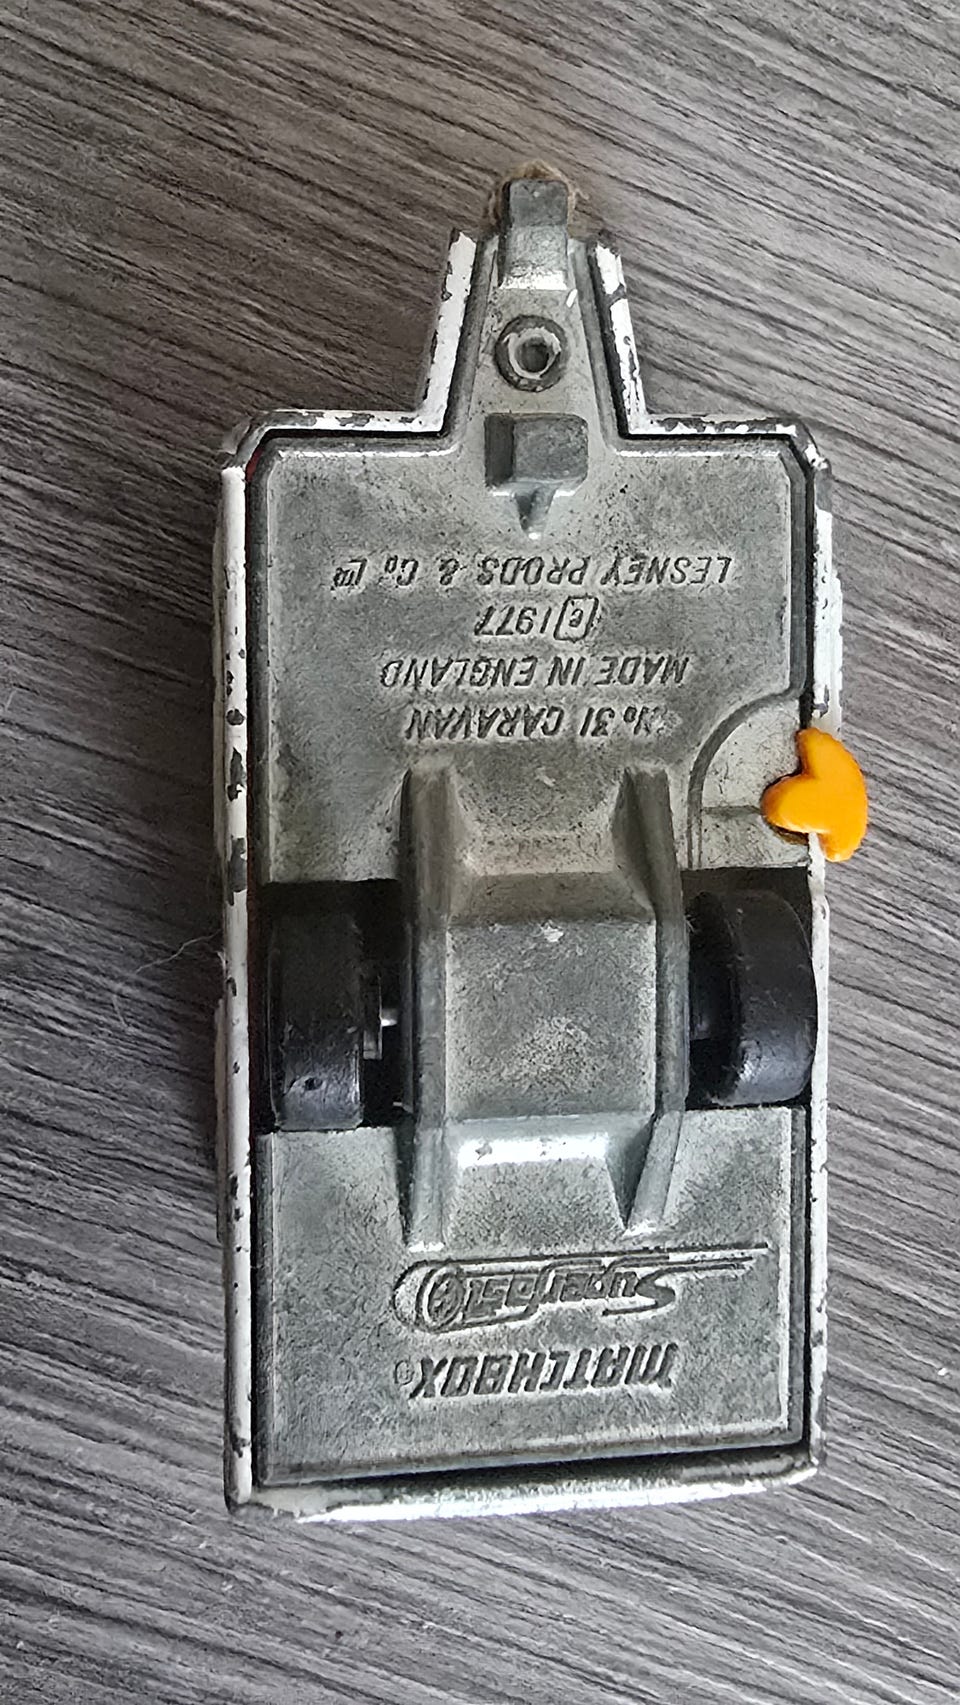 MATCHBOX®
Superfast
No 31 CARAVAN
MADE IN ENGLAND
©1977
LESNEY PRODS. & Co LTD